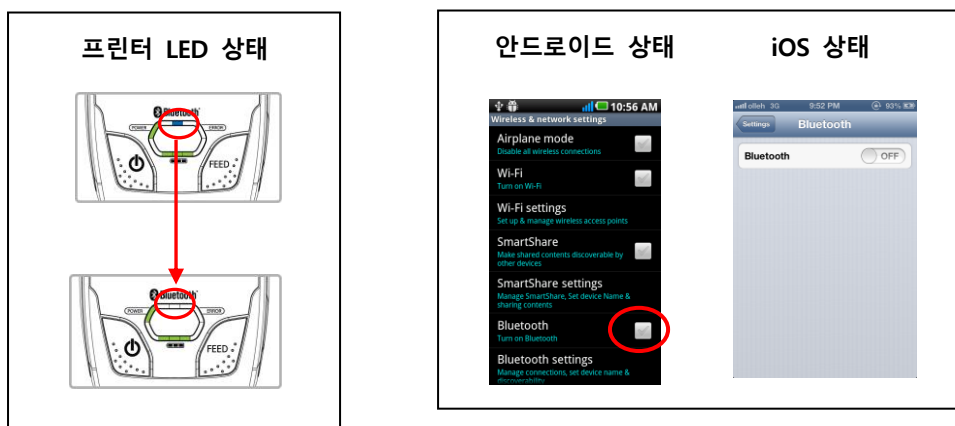 프린터 LED 상태
Bluetooth
POWER
ERROR
FEED
Bluetooth
POWER
ERROR
FEED
안드로이드 상태
10:56 AM
Wireless & network settings
Airplane mode
Disable all wireless connections
Wi-Fi
Turn on Wi-Fi
Wi-Fi settings
Set up & manage wireless access points
SmartShare
Make shared contents discoverable by
other devices
SmartShare settings
Manage SmartShare, Set device Name &
sharing contents
Bluetooth
Turn on Bluetooth
Bluetooth settings
Manage connections, set device name &
discoverability
iOS 상태
olleh 3G 9:52 PM 93%
Settings Bluetooth
Bluetooth OFF